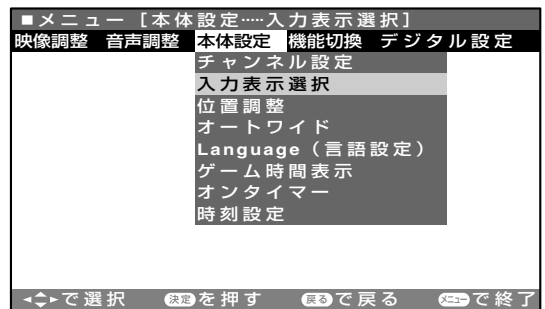 ■メニュー［本体設定……入力表示選択］
映像調整 音声調整 本体設定 機能切換 デジタル設定
チャンネル設定
入力表示選択
位置調整
オートワイド
Language（言語設定）
ゲーム時間表示
オンタイマー
時刻設定
で選択 決定を押す 戻るで戻る メニューで終了